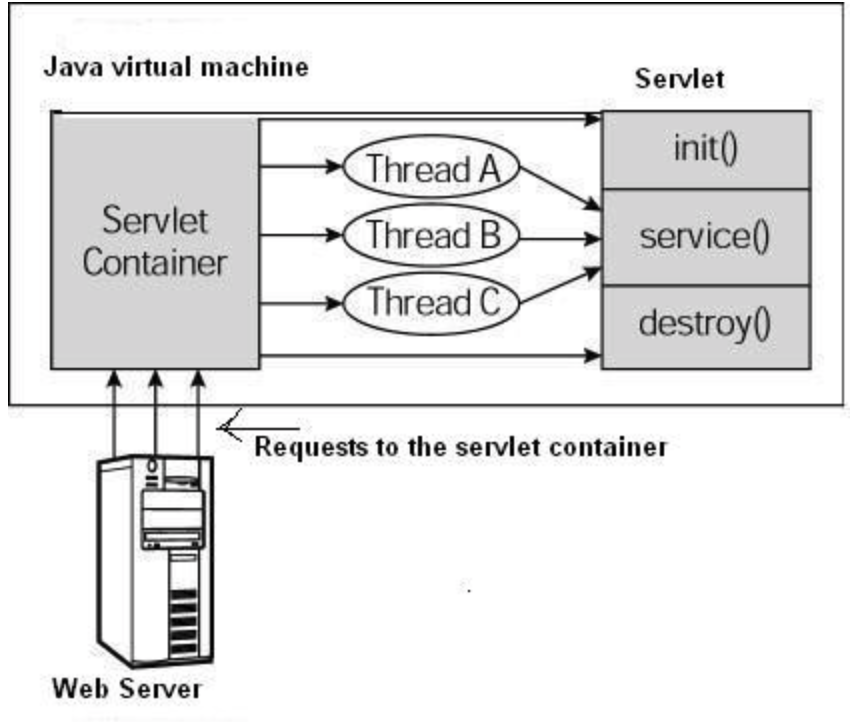 Java virtual machine
Servlet
Servlet
Container
Thread A
Thread B
Thread C
init()
service()
destroy()
Requests to the servlet container
Web Server